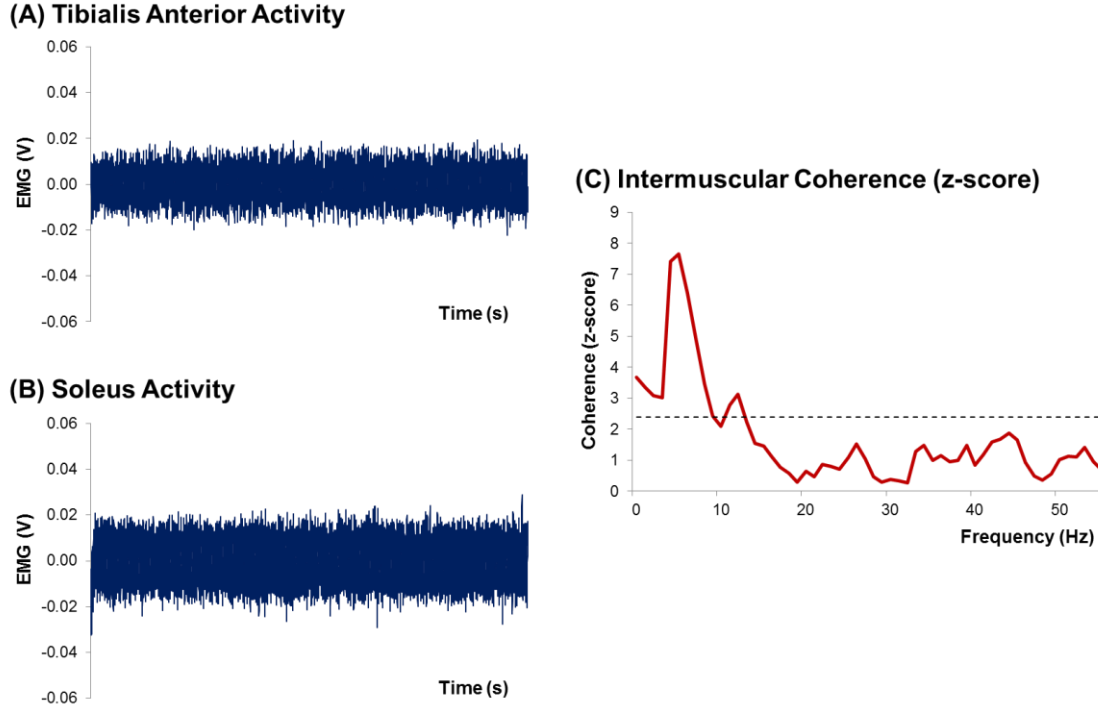 (A) Tibialis Anterior Activity
0.06
0.04
0.02
0.00
-0.02
-0.04
-0.06
EMG (V)
Time (s)
(B) Soleus Activity
0.06
0.04
0.02
0.00
-0.02
-0.04
-0.06
EMG (V)
Time (s)
(C) Intermuscular Coherence (z-score)
9
8
7
6
5
4
3
2
1
0
Coherence (z-score)
0 10 20 30 40 50
Frequency (Hz)